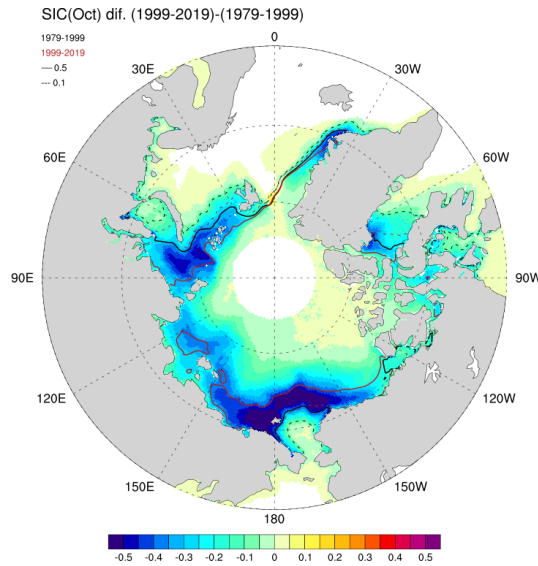 SIC(Oct) dif. (1999-2019)-(1979-1999)
1979-1999
1999-2019
— 0.5
--- 0.1
0
30E
30W
60E
60W
90E
90W
120E
120W
150E
150W
180
-0.5 -0.4 -0.3 -0.2 -0.1 0 0.1 0.2 0.3 0.4 0.5